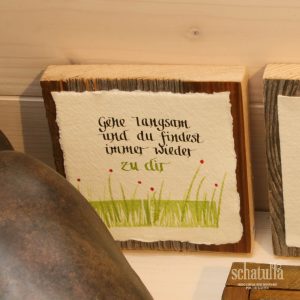 Gehe langsam
und du findest
immer wieder
zu dir
schatulla